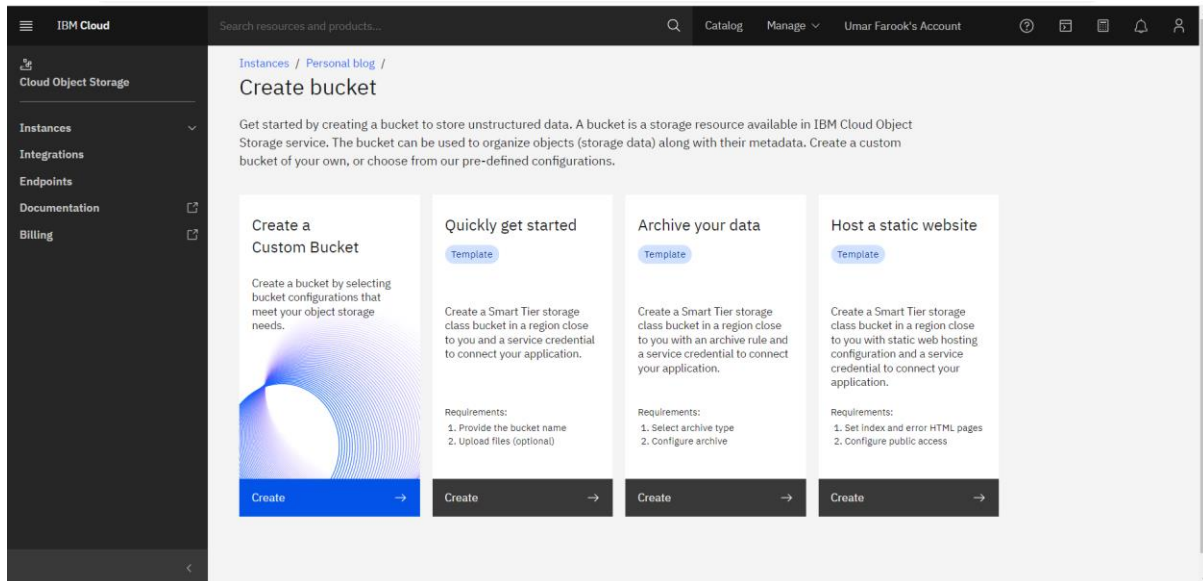 IBM Cloud
Search resources and products...
Catalog
Manage
Umar Farook's Account
Cloud Object Storage
Instances
Integrations
Endpoints
Documentation
Billing
Instances / Personal blog /
Create bucket
Get started by creating a bucket to store unstructured data. A bucket is a storage resource available in IBM Cloud Object
Storage service. The bucket can be used to organize objects (storage data) along with their metadata. Create a custom
bucket of your own, or choose from our pre-defined configurations.
Create a
Custom Bucket
Create a bucket by selecting
bucket configurations that
meet your object storage
needs.
Create
Quickly get started
Template
Create a Smart Tier storage
class bucket in a region close
to you and a service credential
to connect your application.
Requirements:
1. Provide the bucket name
2. Upload files (optional)
Create
Archive your data
Template
Create a Smart Tier storage
class bucket in a region close
to you with an archive rule and
a service credential to connect
your application.
Requirements:
1. Select archive type
2. Configure archive
Create
Host a static website
Template
Create a Smart Tier storage
class bucket in a region close
to you with static web hosting
configuration and a service
credential to connect your
application.
Requirements:
1. Set index and error HTML pages
2. Configure public access
Create